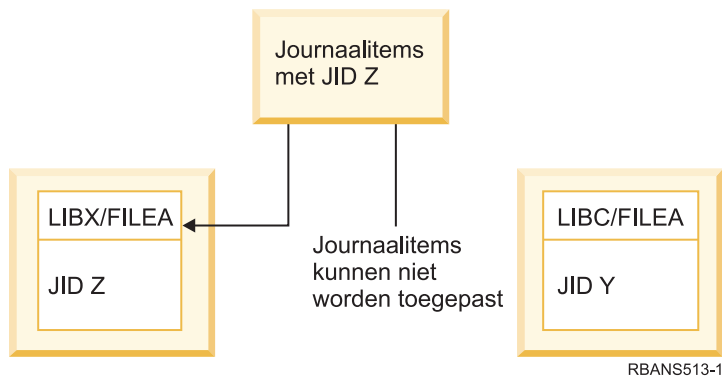 Journaalitems
met JID Z
LIBX/FILEA
JID Z
Journaalitems
kunnen niet
worden toegepast
LIBC/FILEA
JID Y
RBANS513-1